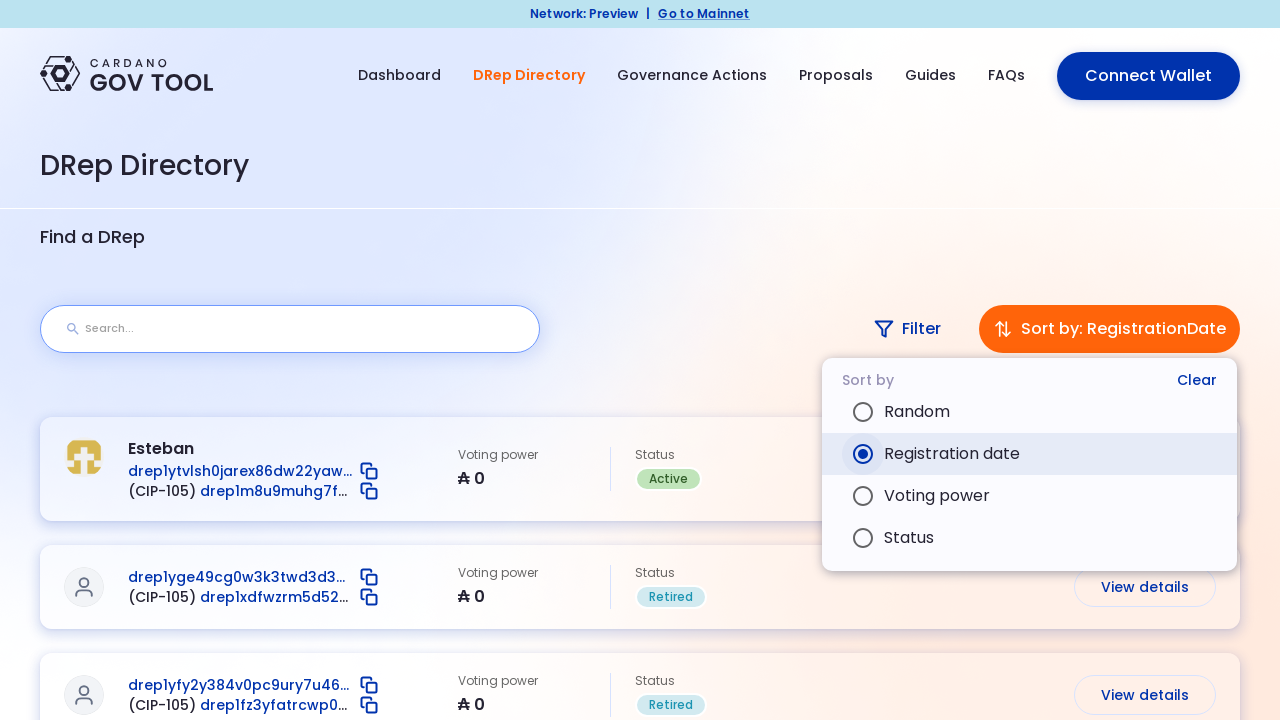 Network: Preview | Go to Mainnet
CARDANO
GOV TOOL
Dashboard
DRep Directory
Governance Actions
Proposals
Guides
FAQs
Connect Wallet
DRep Directory
Find a DRep
Search...
Filter
Sort by: RegistrationDate
Sort by
Clear
Random
Registration date
Voting power
Status
Esteban
drep1ytvlsh0jarex86dw22yaw...
(CIP-105) drep1m8u9muhg7f...
Voting power
₳ 0
Status
Active
drep1yge49cg0w3k3twd3d3...
(CIP-105) drep1xdfwzrm5d52...
Voting power
₳ 0
Status
Retired
View details
drep1yfy2y384v0pc9ury7u46...
(CIP-105) drep1fz3yfatrcwp0...
Voting power
₳ 0
Status
Retired
View details